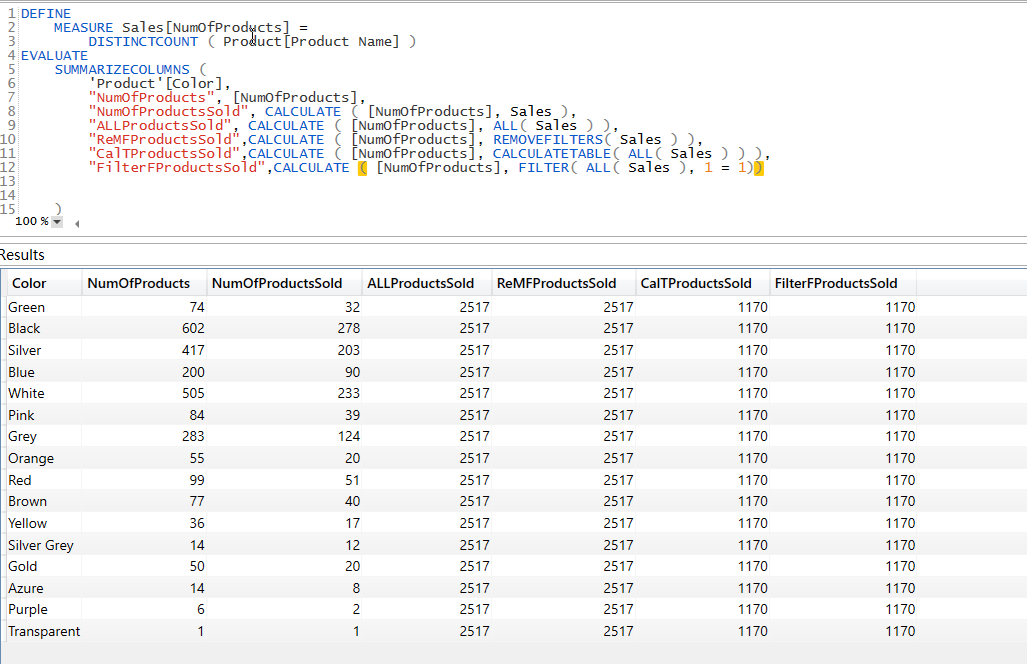 1 DEFINE
2 MEASURE Sales[NumOfProducts] =
3 DISTINCTCOUNT ( Product[Product Name] )
4 EVALUATE
5 SUMMARIZECOLUMNS (
6 'Product'[Color],
7 "NumOfProducts", [NumOfProducts],
8 "NumOfProductsSold", CALCULATE ( [NumOfProducts], Sales ),
9 "ALLProductsSold", CALCULATE ( [NumOfProducts], ALL( Sales ) ),
10 "ReMFProductsSold",CALCULATE ( [NumOfProducts], REMOVEFILTERS( Sales ) ),
11 "CalTProductsSold",CALCULATE ( [NumOfProducts], CALCULATETABLE( ALL( Sales ) ) ),
12 "FilterFProductsSold",CALCULATE ( [NumOfProducts], FILTER( ALL( Sales ), 1 = 1))
13
14
15 )
100 %
Results
Color NumOfProducts NumOfProductsSold ALLProductsSold ReMFProductsSold CalTProductsSold FilterFProductsSold
Green 74 32 2517 2517 1170 1170
Black 602 278 2517 2517 1170 1170
Silver 417 203 2517 2517 1170 1170
Blue 200 90 2517 2517 1170 1170
White 505 233 2517 2517 1170 1170
Pink 84 39 2517 2517 1170 1170
Grey 283 124 2517 2517 1170 1170
Orange 55 20 2517 2517 1170 1170
Red 99 51 2517 2517 1170 1170
Brown 77 40 2517 2517 1170 1170
Yellow 36 17 2517 2517 1170 1170
Silver Grey 14 12 2517 2517 1170 1170
Gold 50 20 2517 2517 1170 1170
Azure 14 8 2517 2517 1170 1170
Purple 6 2 2517 2517 1170 1170
Transparent 1 1 2517 2517 1170 1170